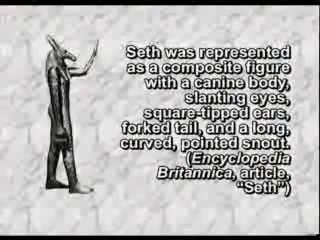 Seth was represented
as a composite figure
with a canine body,
slanting eyes,
square-tipped ears,
forked tail, and a long,
curved, pointed snout.
(Encyclopedia
Britannica, article,
"Seth")